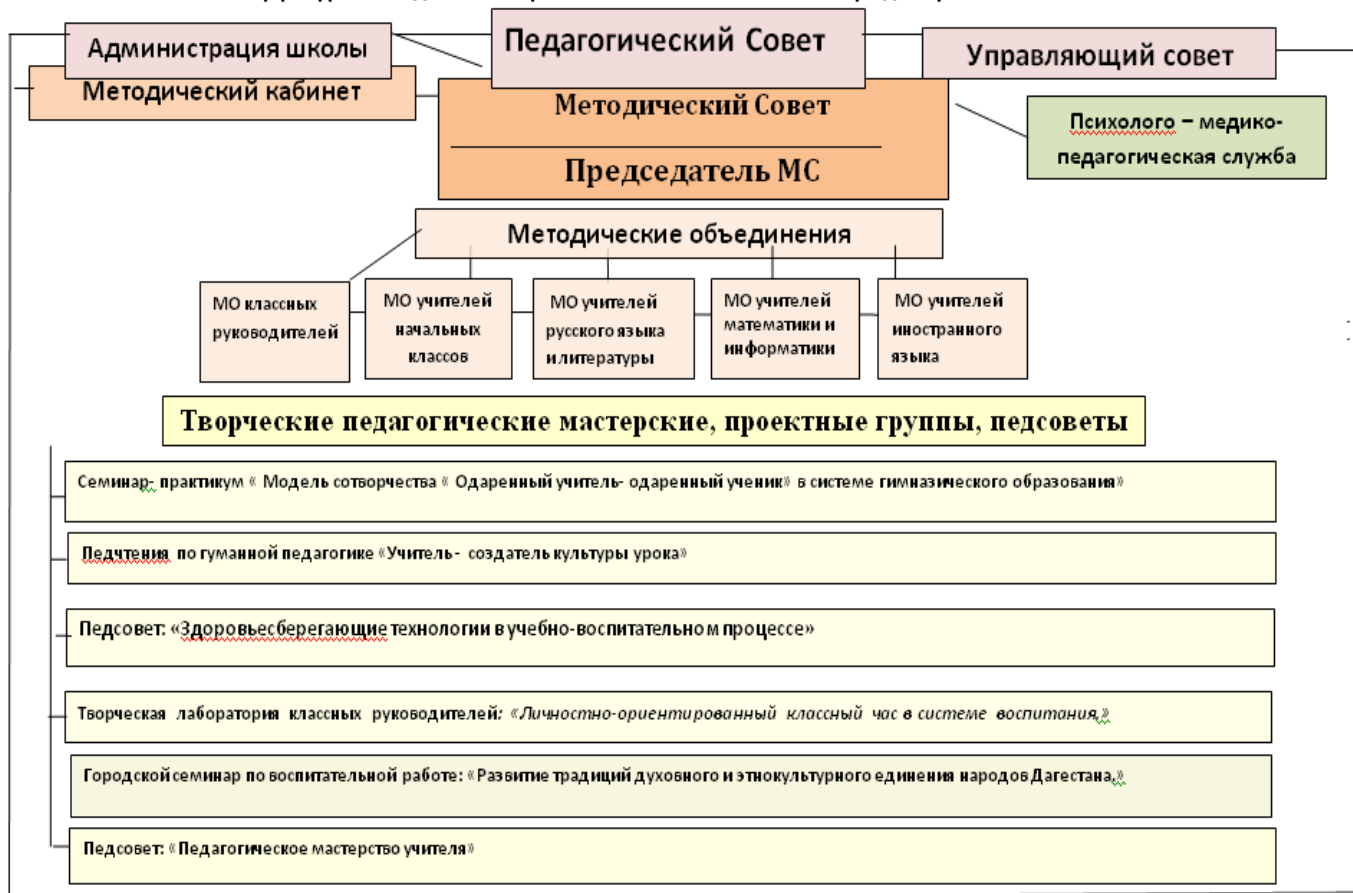 Администрация школы
Педагогический Совет
Управляющий совет
Методический кабинет
Методический Совет
Председатель МС
Психолого – медико-
педагогическая служба
Методические объединения
МО классных
руководителей
МО учителей
начальных
классов
МО учителей
русского языка
и литературы
МО учителей
математики и
информатики
МО учителей
иностранного
языка
Творческие педагогические мастерские, проектные группы, педсоветы
Семинар- практикум « Модель сотворчества « Одаренный учитель- одаренный ученик» в системе гимназического образования»
Педчтения по гуманной педагогике «Учитель - создатель культуры урока»
Педсовет: «Здоровьесберегающие технологии в учебно-воспитательном процессе»
Творческая лаборатория классных руководителей: «Личностно-ориентированный классный час в системе воспитания,»
Городской семинар по воспитательной работе: «Развитие традиций духовного и этнокультурного единения народов Дагестана,»
Педсовет: «Педагогическое мастерство учителя»